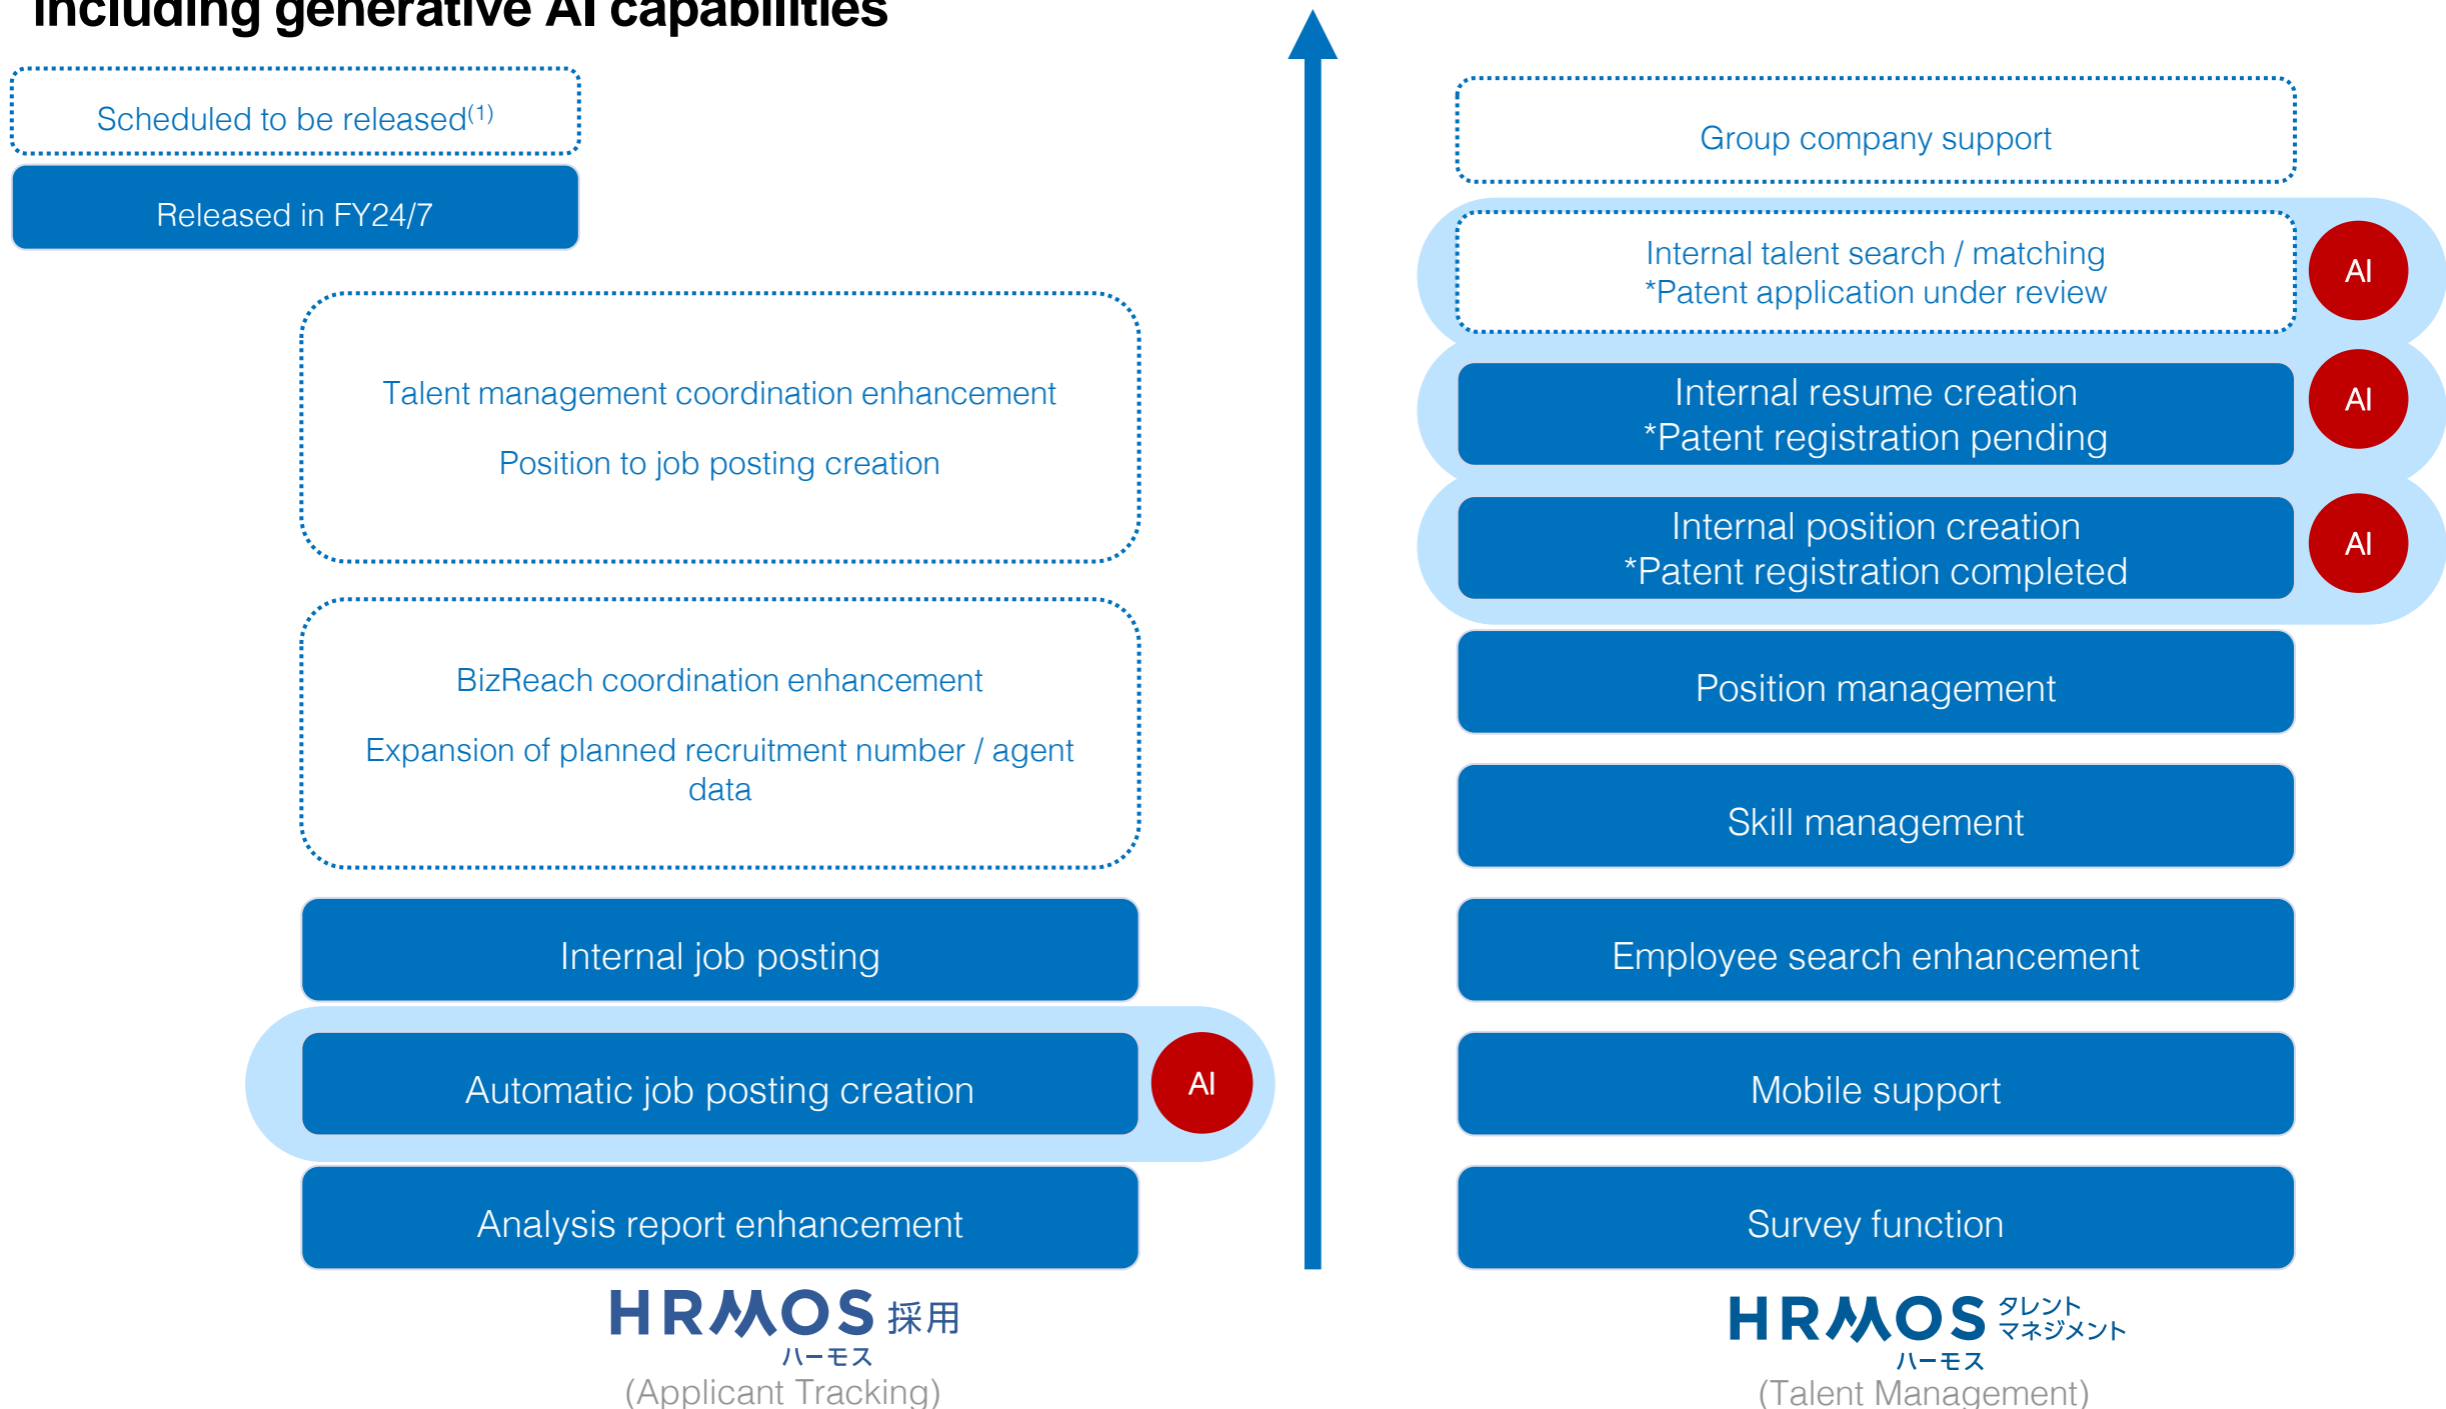 including generative AI capabilities
Scheduled to be released(1)
Released in FY24/7
Talent management coordination enhancement
Position to job posting creation
BizReach coordination enhancement
Expansion of planned recruitment number / agent
data
Internal job posting
Automatic job posting creation
AI
Analysis report enhancement
HRMOS 採用
ハーモス
(Applicant Tracking)
Group company support
Internal talent search / matching
*Patent application under review
AI
Internal resume creation
*Patent registration pending
AI
Internal position creation
*Patent registration completed
AI
Position management
Skill management
Employee search enhancement
Mobile support
Survey function
HRMOS タレント
マネジメント
ハーモス
(Talent Management)